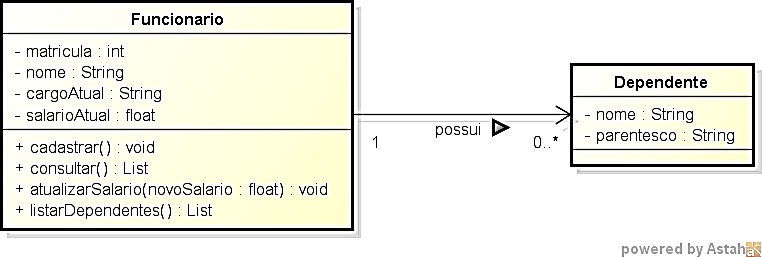 Funcionario
- matricula : int
- nome : String
- cargoAtual : String
- salarioAtual : float
+ cadastrar() : void
+ consultar() : List
+ atualizarSalario(novoSalario : float) : void
+ listarDependentes() : List
1
possui
0..*
Dependente
- nome : String
- parentesco : String
powered by Astah